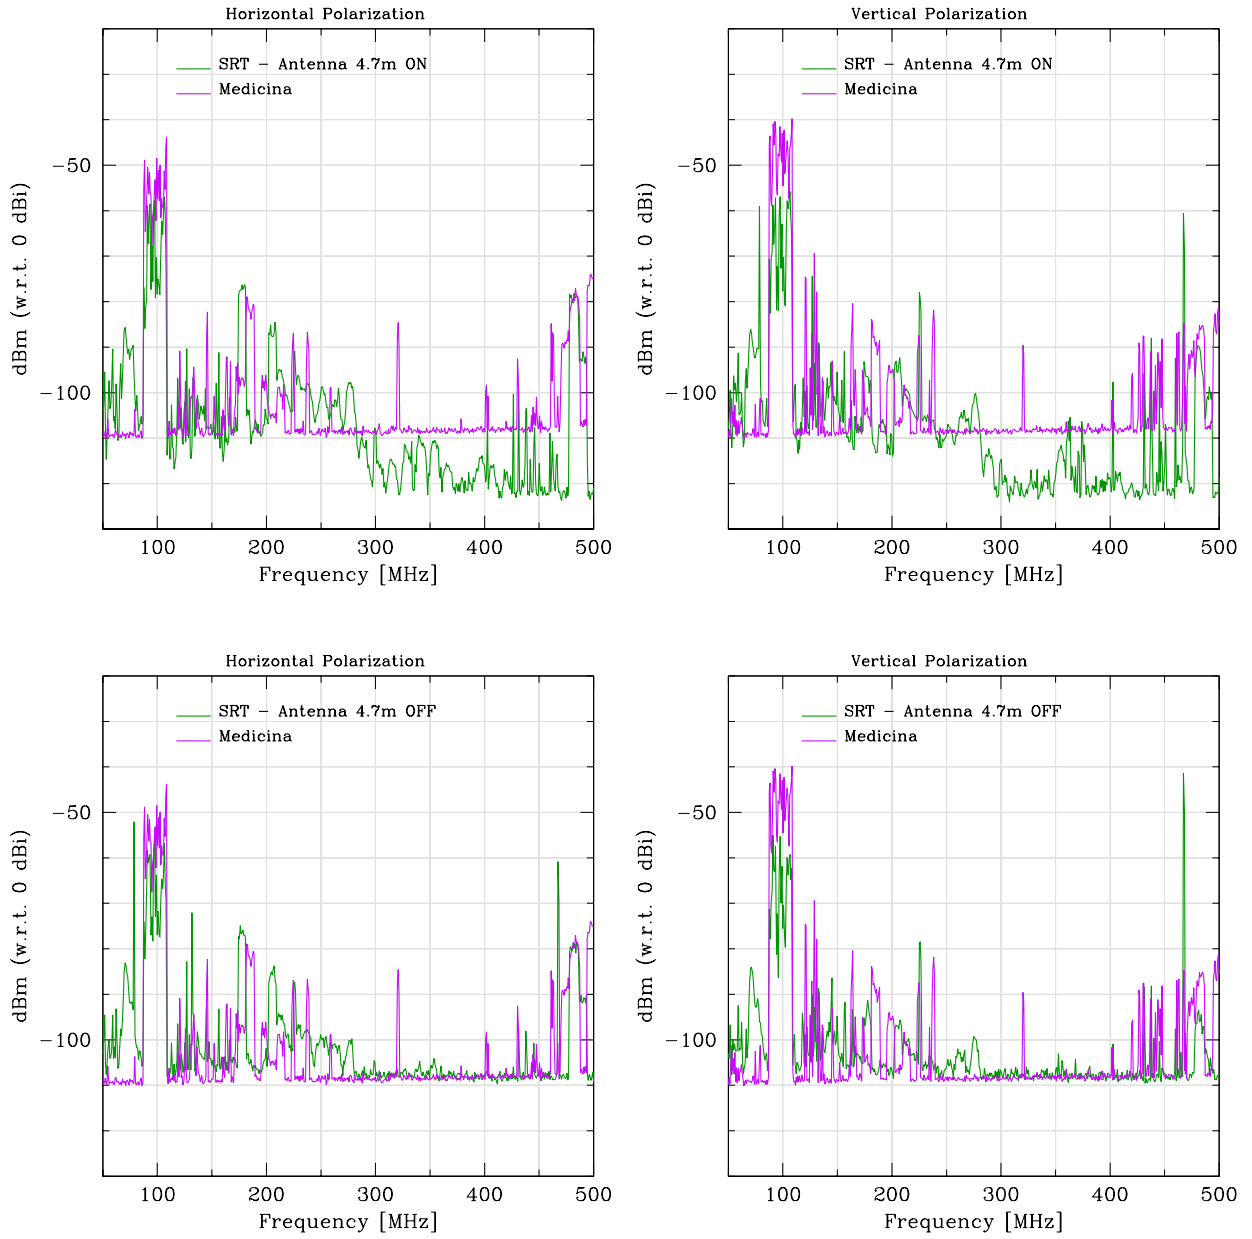 Horizontal Polarization
SRT – Antenna 4.7m ON
Medicina
−50
−100
dBm (w.r.t. 0 dBi)
100 200 300 400 500
Frequency [MHz]
Vertical Polarization
SRT – Antenna 4.7m ON
Medicina
−50
−100
dBm (w.r.t. 0 dBi)
100 200 300 400 500
Frequency [MHz]
Horizontal Polarization
SRT – Antenna 4.7m OFF
Medicina
−50
−100
dBm (w.r.t. 0 dBi)
100 200 300 400 500
Frequency [MHz]
Vertical Polarization
SRT – Antenna 4.7m OFF
Medicina
−50
−100
dBm (w.r.t. 0 dBi)
100 200 300 400 500
Frequency [MHz]